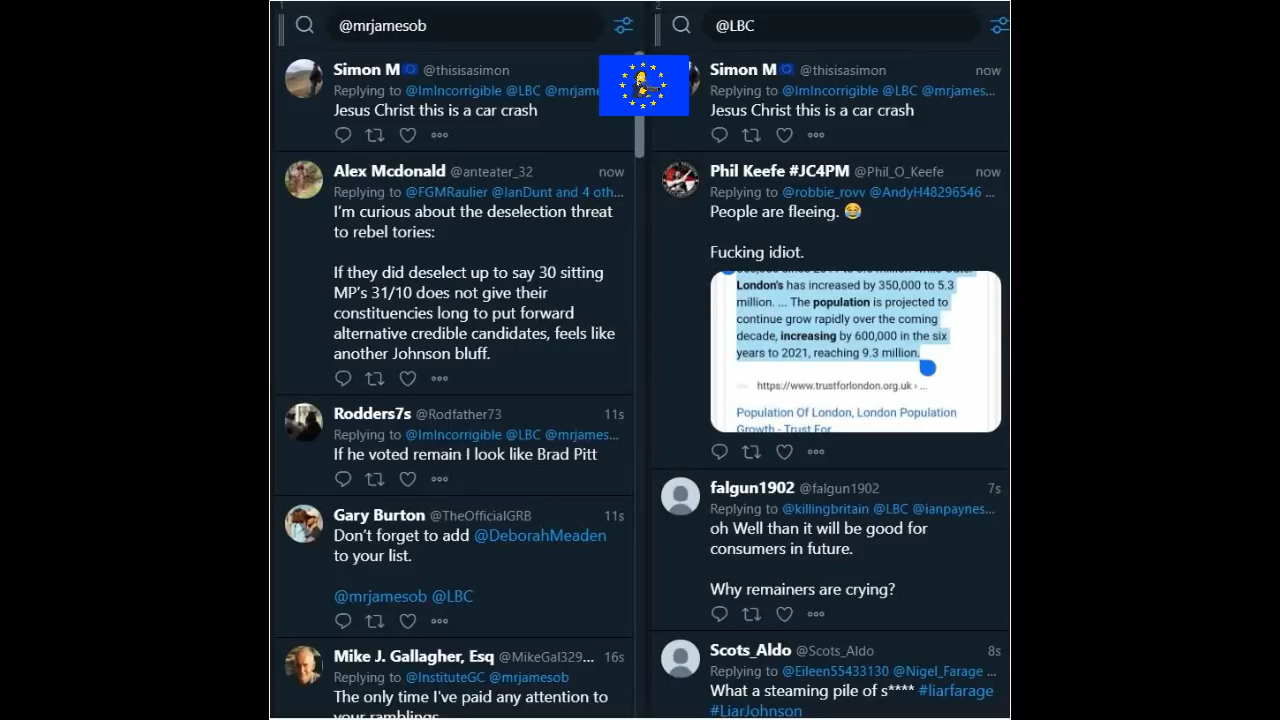 1
@mrjamesob
Simon M @thisisasimon
Replying to @ImIncorrigible @LBC @mrjame
Jesus Christ this is a car crash
Alex Mcdonald @anteater_32 now
Replying to @FGMRaulier @IanDunt and 4 oth...
I'm curious about the deselection threat
to rebel tories:
If they did deselect up to say 30 sitting
MP's 31/10 does not give their
constituencies long to put forward
alternative credible candidates, feels like
another Johnson bluff.
Rodders7s @Rodfather73 11s
Replying to @ImIncorrigible @LBC @mrjames...
If he voted remain I look like Brad Pitt
Gary Burton @TheOfficialGRB 11s
Don't forget to add @DeborahMeaden
to your list.
@mrjamesob @LBC
Mike J. Gallagher, Esq @MikeGal329... 16s
Replying to @InstituteGC @mrjamesob
The only time I've paid any attention to
your ramblings
2
@LBC
Simon M @thisisasimon now
Replying to @ImIncorrigible @LBC @mrjames...
Jesus Christ this is a car crash
Phil Keefe #JC4PM @Phil_O_Keefe now
Replying to @robbie_rovv @AndyH48296546 ...
People are fleeing. 😂
Fucking idiot.
London's has increased by 350,000 to 5.3
million. ... The population is projected to
continue grow rapidly over the coming
decade, increasing by 600,000 in the six
years to 2021, reaching 9.3 million.
https://www.trustforlondon.org.uk › ...
Population Of London, London Population
Growth - Trust For
falgun1902 @falgun1902 7s
Replying to @killingbritain @LBC @ianpaynes...
oh Well than it will be good for
consumers in future.
Why remainers are crying?
Scots_Aldo @Scots_Aldo 8s
Replying to @Eileen55433130 @Nigel_Farage ...
What a steaming pile of s**** #liarfarage
#LiarJohnson